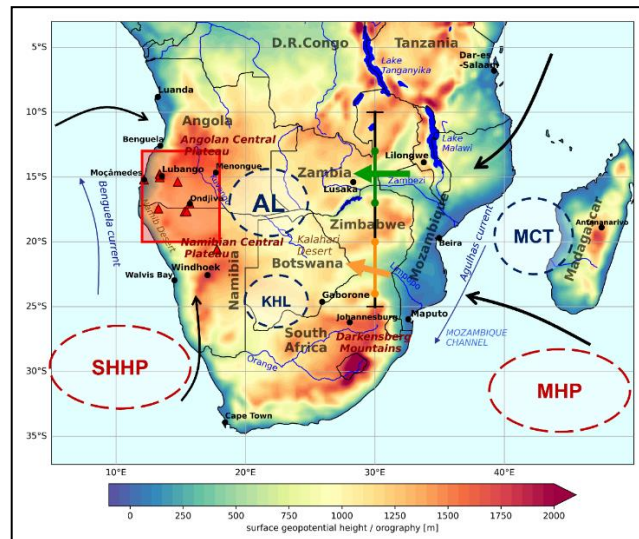 D.R.Congo
Tanzania
Dar-es
-Salaam
Lake
Tanganyika
Luanda
Angola
Benguela
Angolan Central
Plateau
Lake
Malawi
Lilongwe
Moçâmedes
Lubango
Menongue
Zambia
Lusaka
Zambezi
Ondjiva
AL
Mozambique
Antananarivo
Madagascar
MCT
Benguela current
Namib Desert
Namibian Central
Plateau
Zimbabwe
Kalahari
Desert
Beira
Agulhas current
Walvis Bay
Windhoek
Namibia
Botswana
KHL
Limpopo
Gaborone
Johannesburg
Maputo
MOZAMBIQUE
CHANNEL
South
Africa
Darkensberg
Mountains
Orange
SHHP
MHP
Cape Town
5°S
10°S
15°S
20°S
25°S
30°S
35°S
10°E
20°E
30°E
40°E
0 250 500 750 1000 1250 1500 1750 2000
surface geopotential height / orography [m]